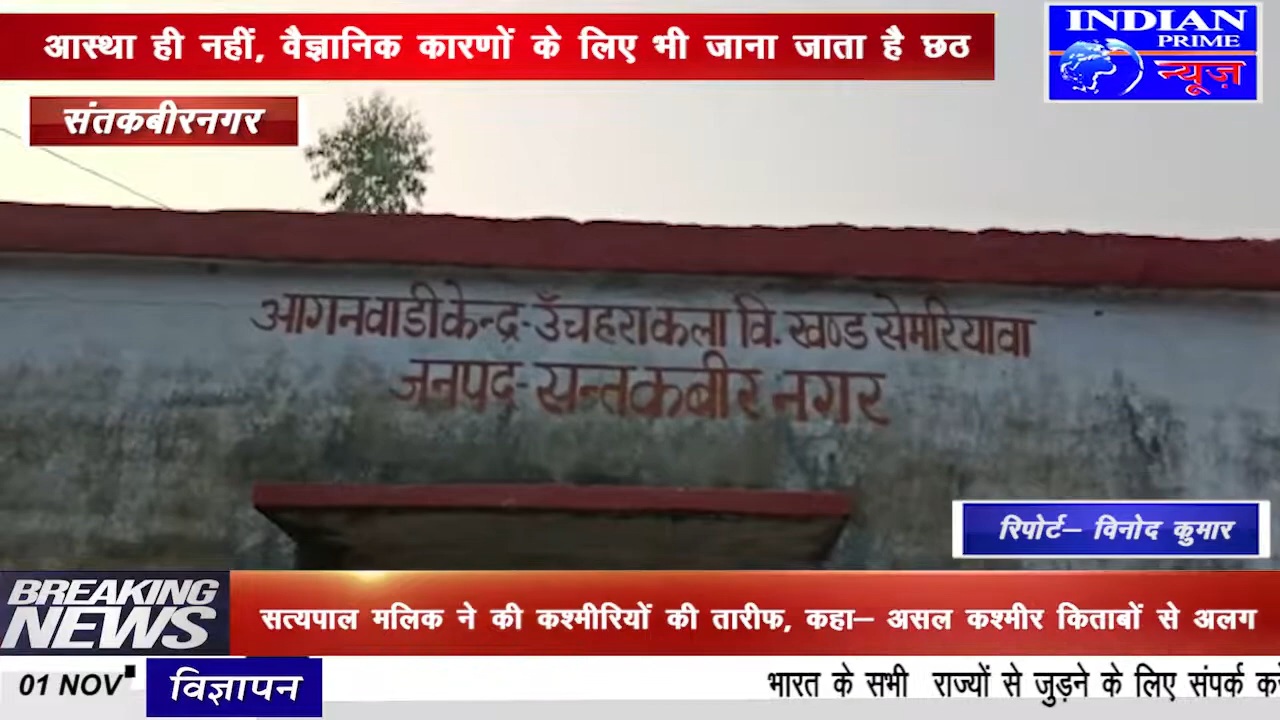 आस्था ही नहीं, वैज्ञानिक कारणों के लिए भी जाना जाता है छठ
INDIAN
PRIME
न्यूज़
संतकबीरनगर
आगनवाडीकेन्द्र-उँचहराकला वि. खण्ड सेमरियावा
जनपद-सन्तकबीर नगर
रिपोर्ट– विनोद कुमार
BREAKING
NEWS
सत्यपाल मलिक ने की कश्मीरियों की तारीफ, कहा– असल कश्मीर किताबों से अलग
01 NOV
विज्ञापन
भारत के सभी राज्यों से जुड़ने के लिए संपर्क